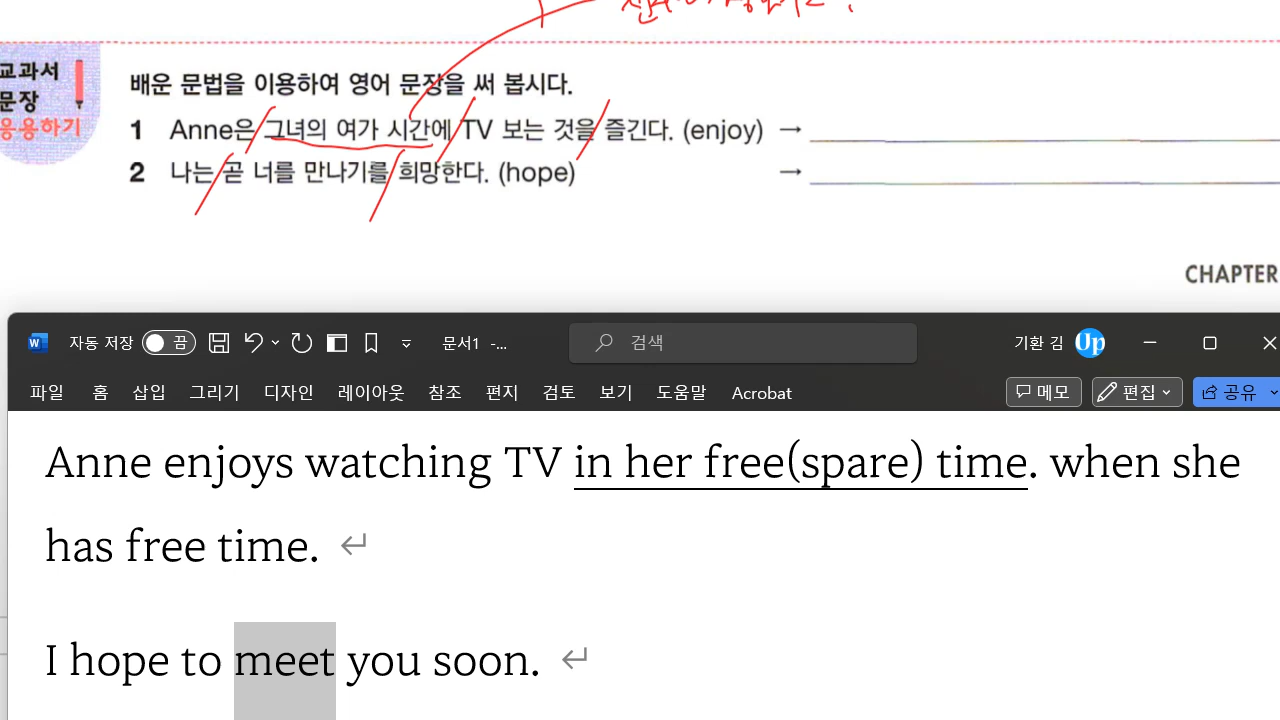 교과서
문장
응용하기
배운 문법을 이용하여 영어 문장을 써 봅시다.
1 Anne은 그녀의 여가 시간에 TV 보는 것을 즐긴다. (enjoy) →
2 나는 곧 너를 만나기를 희망한다. (hope) →
CHAPTER
자동 저장 끔 문서1 -... 검색 기환 김 Up
파일 홈 삽입 그리기 디자인 레이아웃 참조 편지 검토 보기 도움말 Acrobat 메모 편집 공유
Anne enjoys watching TV in her free(spare) time. when she
has free time.
I hope to meet you soon.